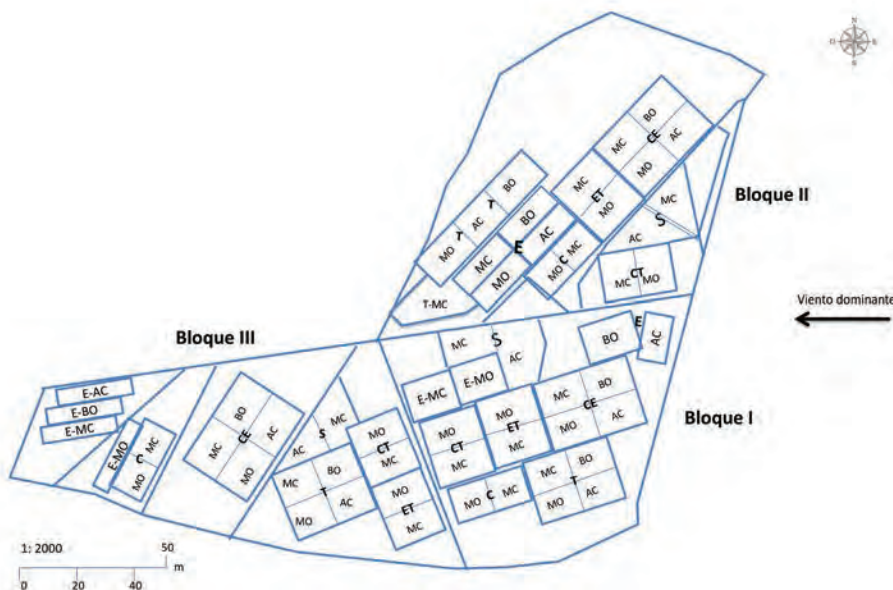 N
O E
S
BO
MC CE AC
MO
MC
ET
MO
MC
S
AC
Bloque II
BO
T
AC
T
MO
BO
E AC
MC
MO
MC
C
MO
CT
MC MO
T-MC
Viento dominante
Bloque III
MC S
AC
E
BO AC
E-MC E-MO
MC BO
CE
MO AC
MO
ET
MC
MO
CT
MC
Bloque I
MO C MC
MC BO
T
MO AC
E-AC
E-BO
E-MC
E-MO
MC
C
MO
BO
MC CE AC
MO
MC
S
AC
MC BO
T
MO AC
MO
CT
MC
MO
ET
MC
1: 2000 50
m
0 20 40